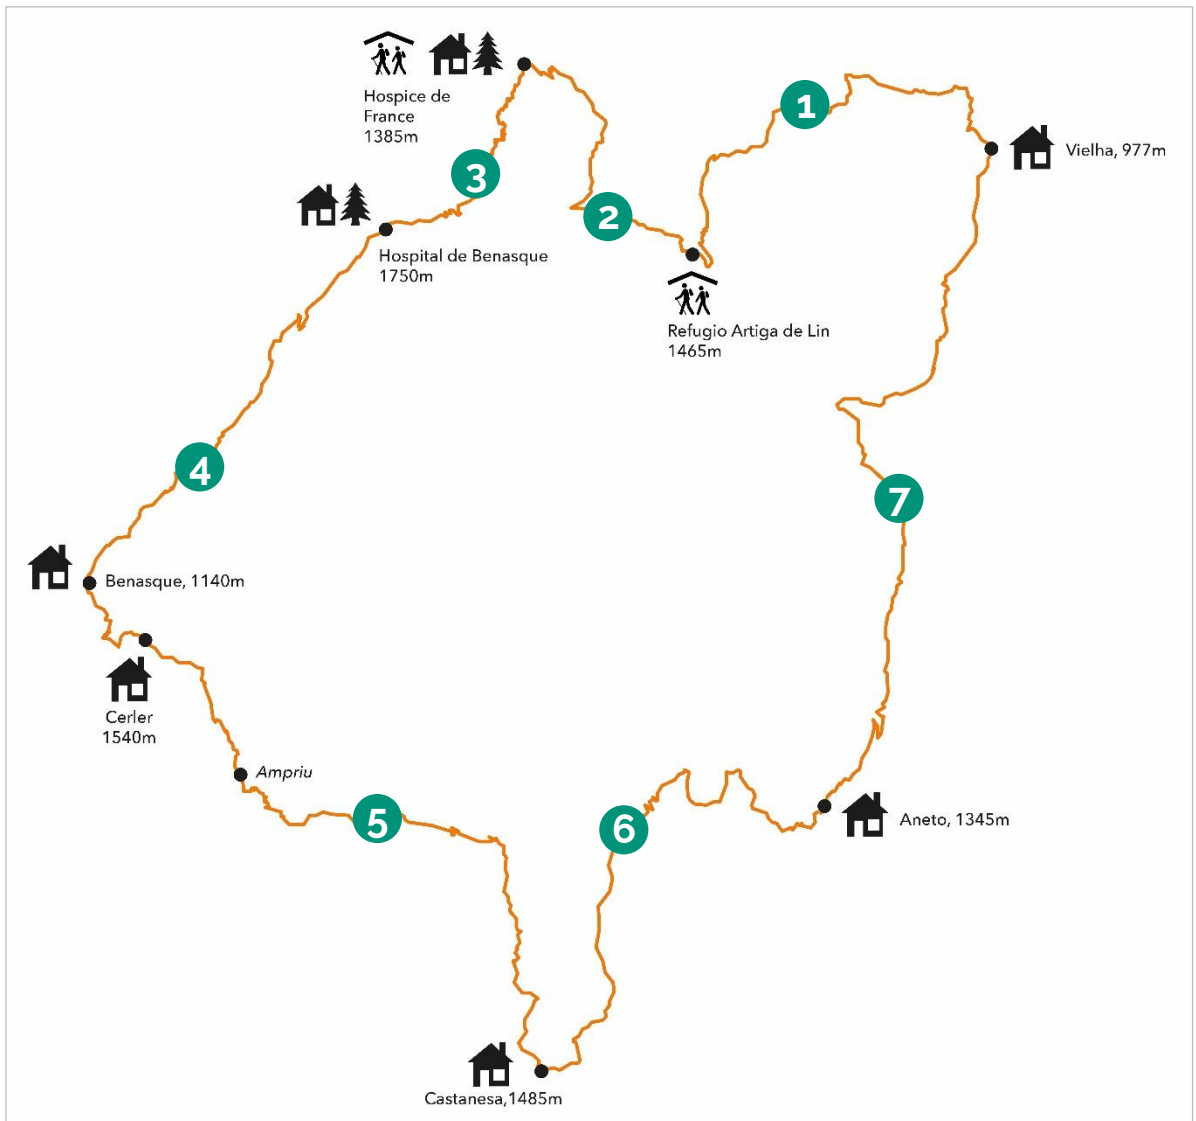 Hospice de
France
1385m
1
Vielha, 977m
3
2
Hospital de Benasque
1750m
Refugio Artiga de Lin
1465m
4
7
Benasque, 1140m
Cerler
1540m
Ampriu
5
6
Aneto, 1345m
Castanesa,1485m